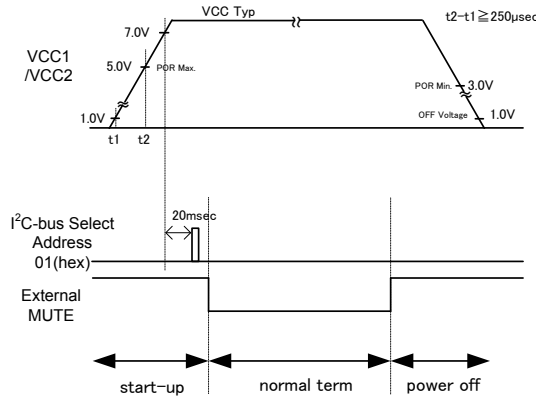 VCC Typ
t2-t1≧250μsec
7.0V
VCC1
/VCC2
5.0V
POR Max.
POR Min.
3.0V
1.0V
OFF Voltage
1.0V
t1
t2
20msec
I²C-bus Select
Address
01(hex)
External
MUTE
start-up
normal term
power off